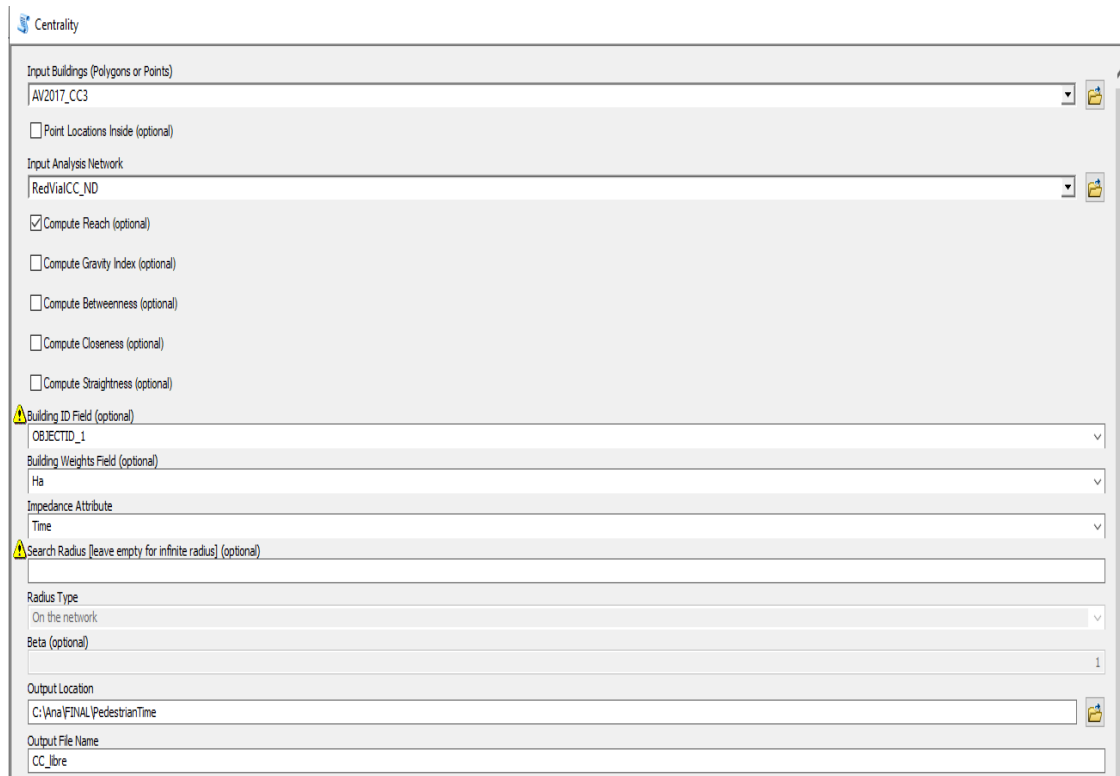 Centrality
Input Buildings (Polygons or Points)
AV2017_CC3
Point Locations Inside (optional)
Input Analysis Network
RedVialCC_ND
Compute Reach (optional)
Compute Gravity Index (optional)
Compute Betweenness (optional)
Compute Closeness (optional)
Compute Straightness (optional)
Building ID Field (optional)
OBJECTID_1
Building Weights Field (optional)
Ha
Impedance Attribute
Time
Search Radius [leave empty for infinite radius] (optional)
Radius Type
On the network
Beta (optional)
1
Output Location
C:\Ana\FINAL\PedestrianTime
Output File Name
CC_libre